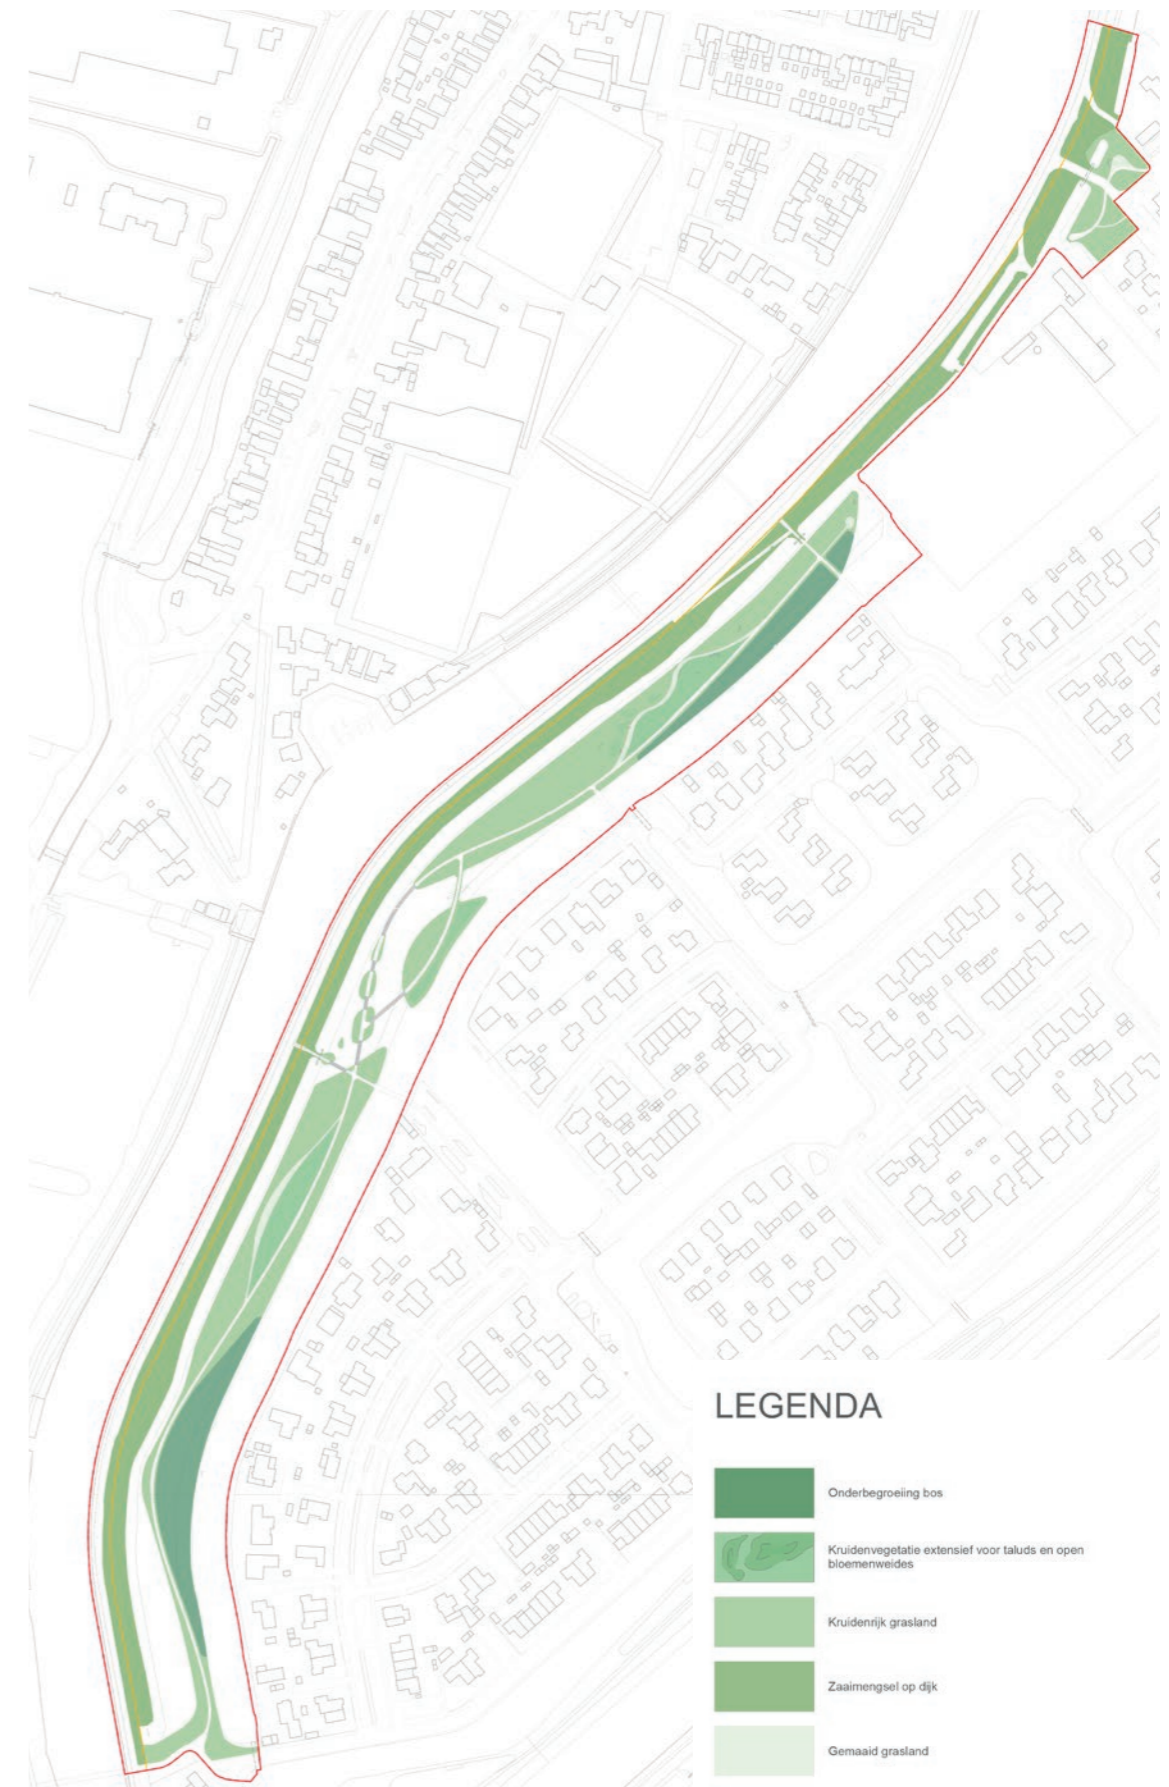 LEGENDA
Onderbegroeiing bos
Kruidenvegetatie extensief voor taluds en open
bloemenweides
Kruidenrijk grasland
Zaaimengsel op dijk
Gemaaid grasland